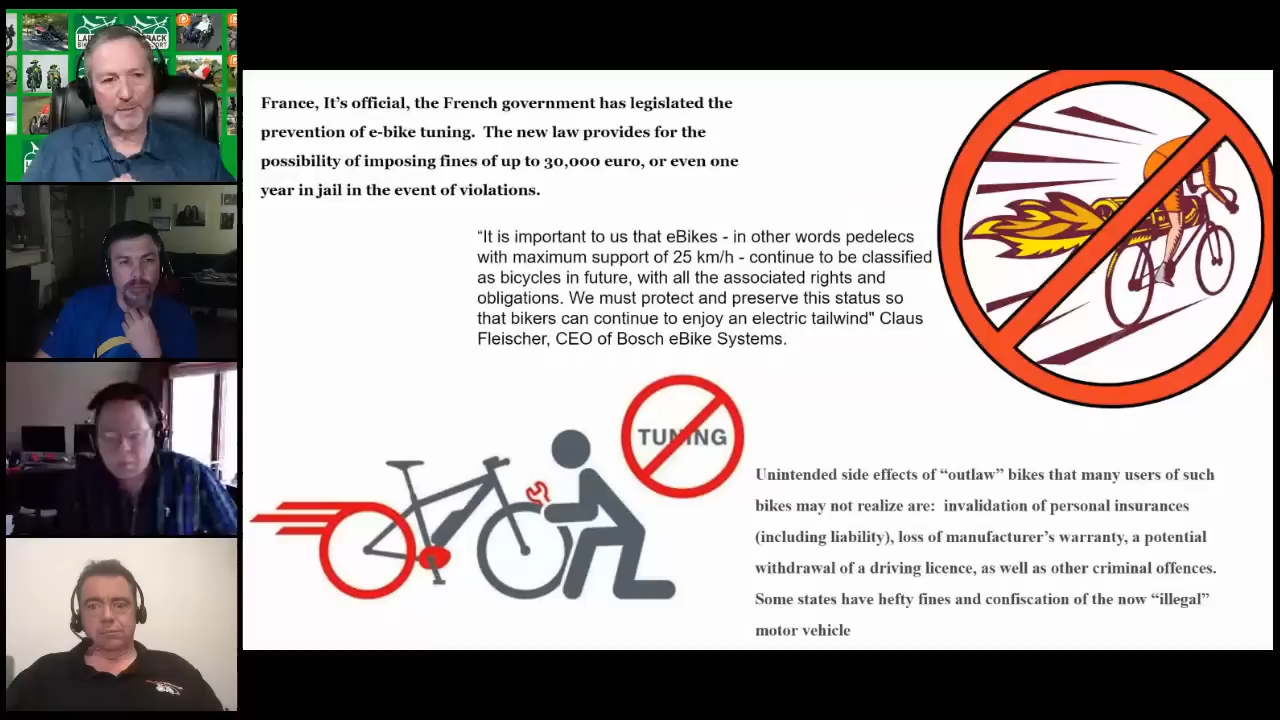 France, It's official, the French government has legislated the
prevention of e-bike tuning. The new law provides for the
possibility of imposing fines of up to 30,000 euro, or even one
year in jail in the event of violations.
“It is important to us that eBikes - in other words pedelecs
with maximum support of 25 km/h - continue to be classified
as bicycles in future, with all the associated rights and
obligations. We must protect and preserve this status so
that bikers can continue to enjoy an electric tailwind" Claus
Fleischer, CEO of Bosch eBike Systems.
TUNING
Unintended side effects of “outlaw” bikes that many users of such
bikes may not realize are: invalidation of personal insurances
(including liability), loss of manufacturer's warranty, a potential
withdrawal of a driving licence, as well as other criminal offences.
Some states have hefty fines and confiscation of the now “illegal”
motor vehicle